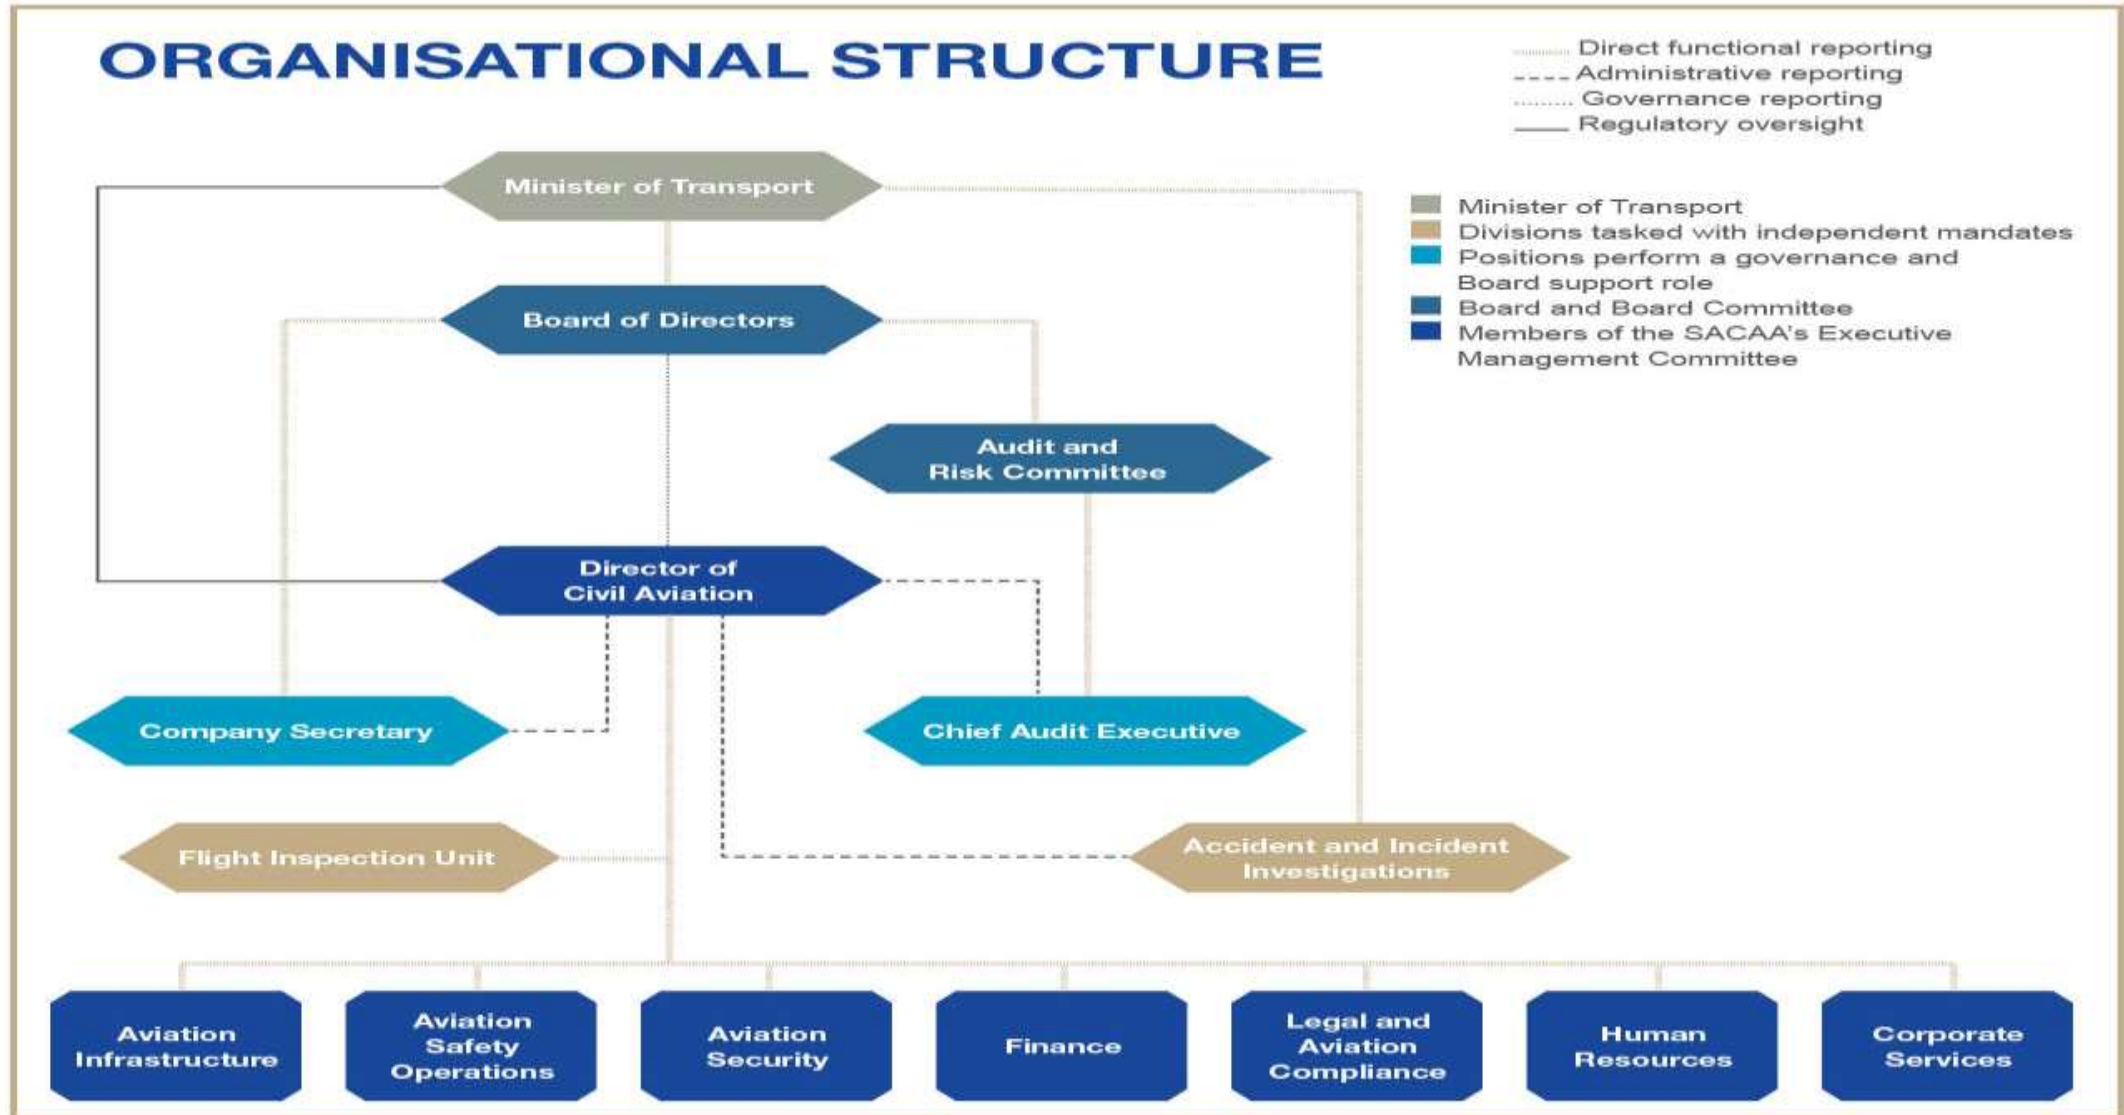 ORGANISATIONAL STRUCTURE
Direct functional reporting
Administrative reporting
Governance reporting
Regulatory oversight
Minister of Transport
Minister of Transport
Divisions tasked with independent mandates
Positions perform a governance and
Board support role
Board and Board Committee
Members of the SACAA's Executive
Management Committee
Board of Directors
Audit and
Risk Committee
Director of
Civil Aviation
Company Secretary
Chief Audit Executive
Flight Inspection Unit
Accident and Incident
Investigations
Aviation
Infrastructure
Aviation
Safety
Operations
Aviation
Security
Finance
Legal and
Aviation
Compliance
Human
Resources
Corporate
Services